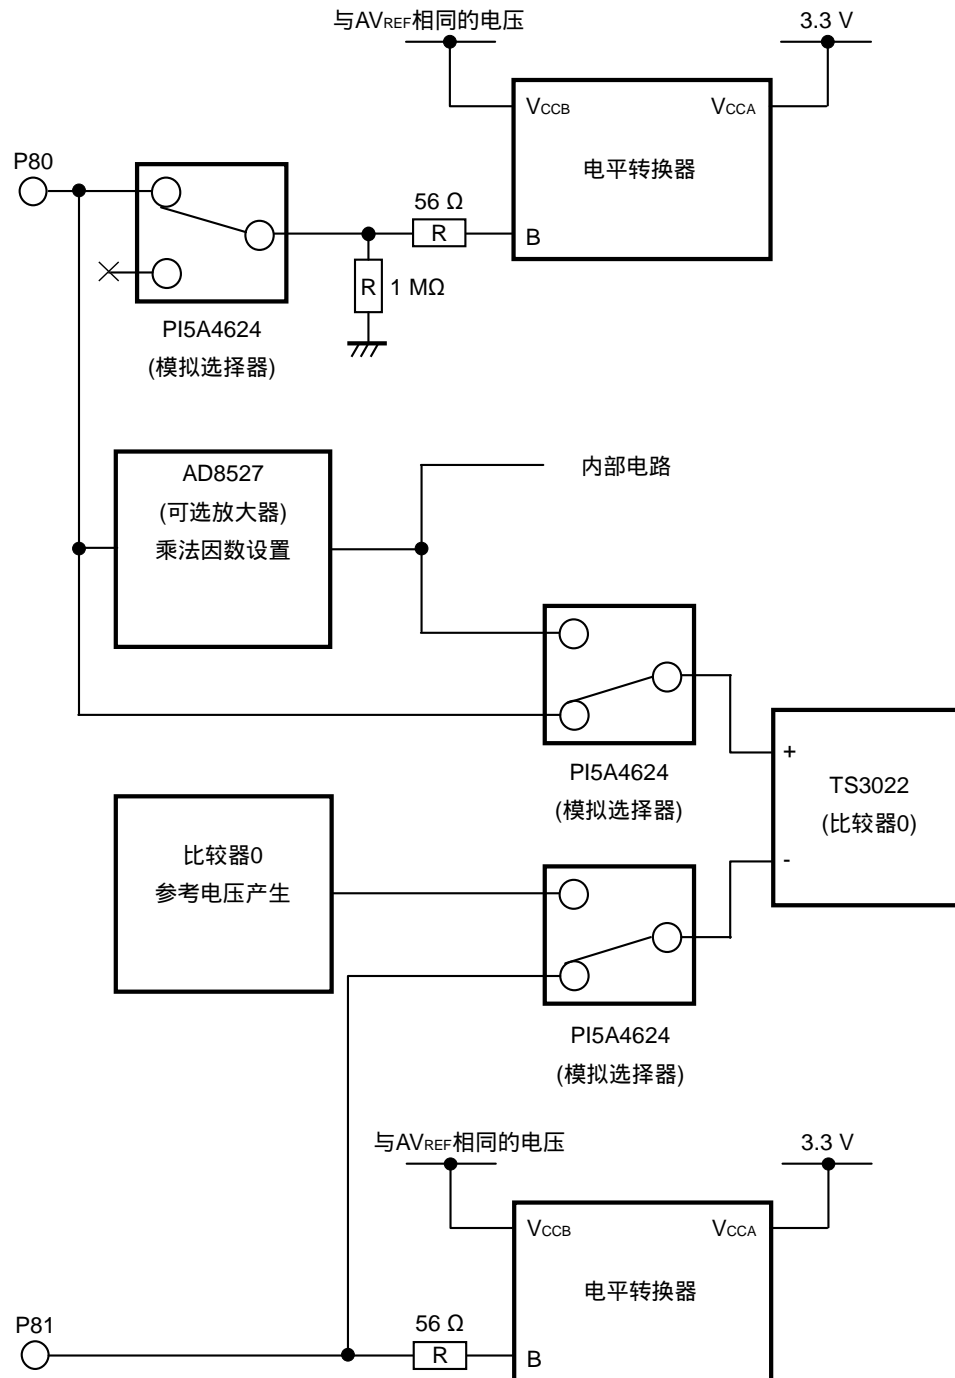 与AVREF相同的电压
3.3 V
VCCB
VCCA
电平转换器
P80
56 Ω
R
B
R
1 MΩ
PI5A4624
(模拟选择器)
AD8527
(可选放大器)
乘法因数设置
内部电路
PI5A4624
(模拟选择器)
+
TS3022
(比较器0)
-
比较器0
参考电压产生
PI5A4624
(模拟选择器)
与AVREF相同的电压
3.3 V
VCCB
VCCA
电平转换器
P81
56 Ω
R
B